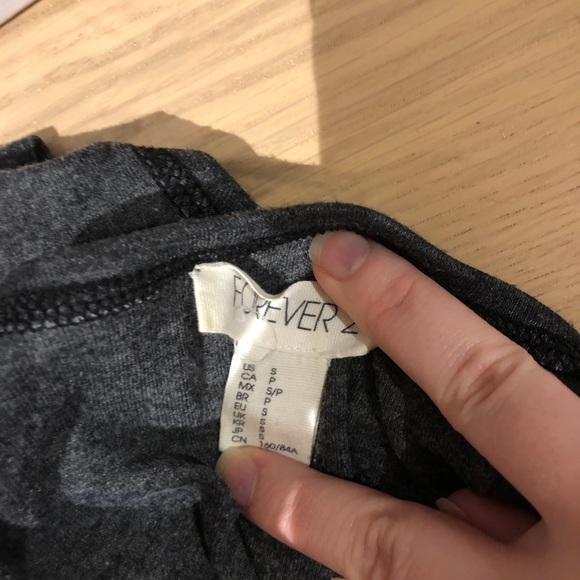 FOREVER 2
US S
CA P
MX S/P
BR P
EU S
UK S
KR S
JP S
CN 160/84A